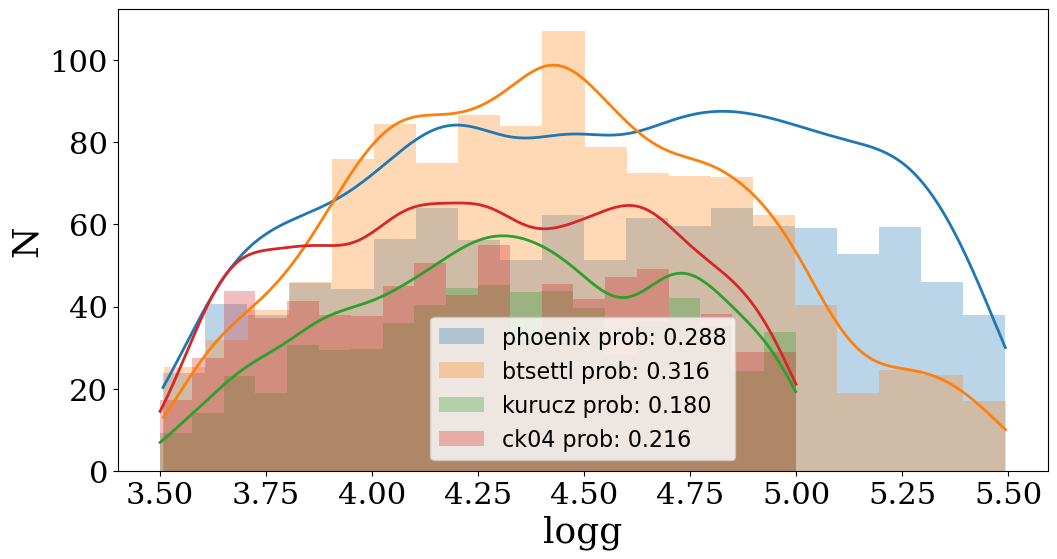 100
80
60
40
20
0
N
phoenix prob: 0.288
btsettl prob: 0.316
kurucz prob: 0.180
ck04 prob: 0.216
3.50 3.75 4.00 4.25 4.50 4.75 5.00 5.25 5.50
logg